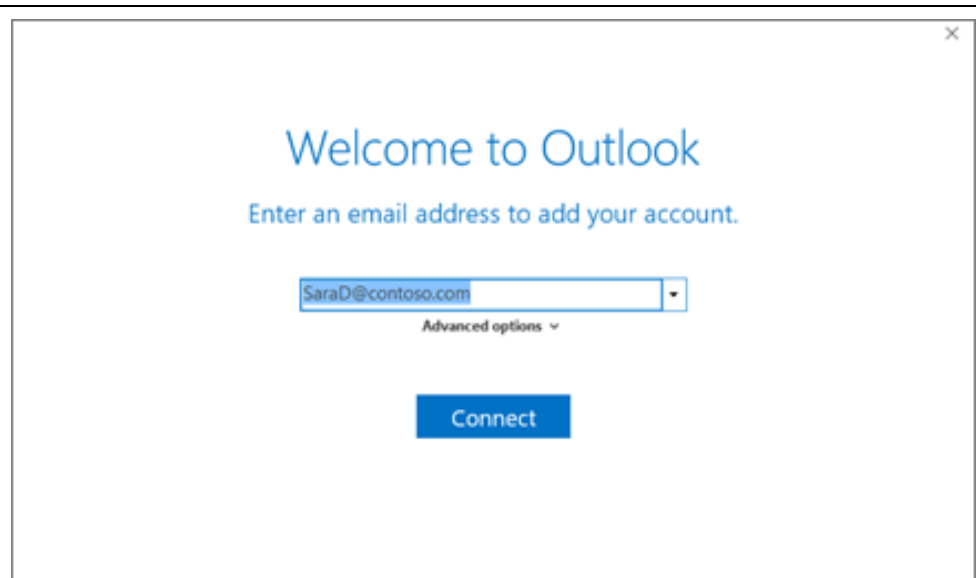 Welcome to Outlook
Enter an email address to add your account.
SaraD@contoso.com
Advanced options
Connect